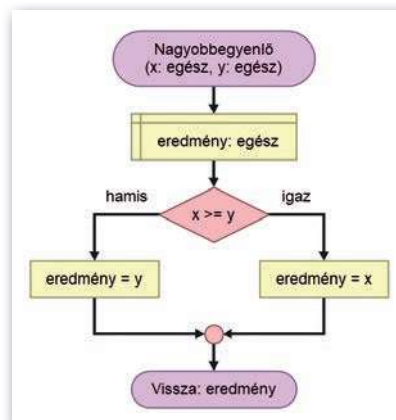 Nagyobbegyenlő
(x: egész, y: egész)
eredmény: egész
hamis
igaz
x >= y
eredmény = y
eredmény = x
Vissza: eredmény